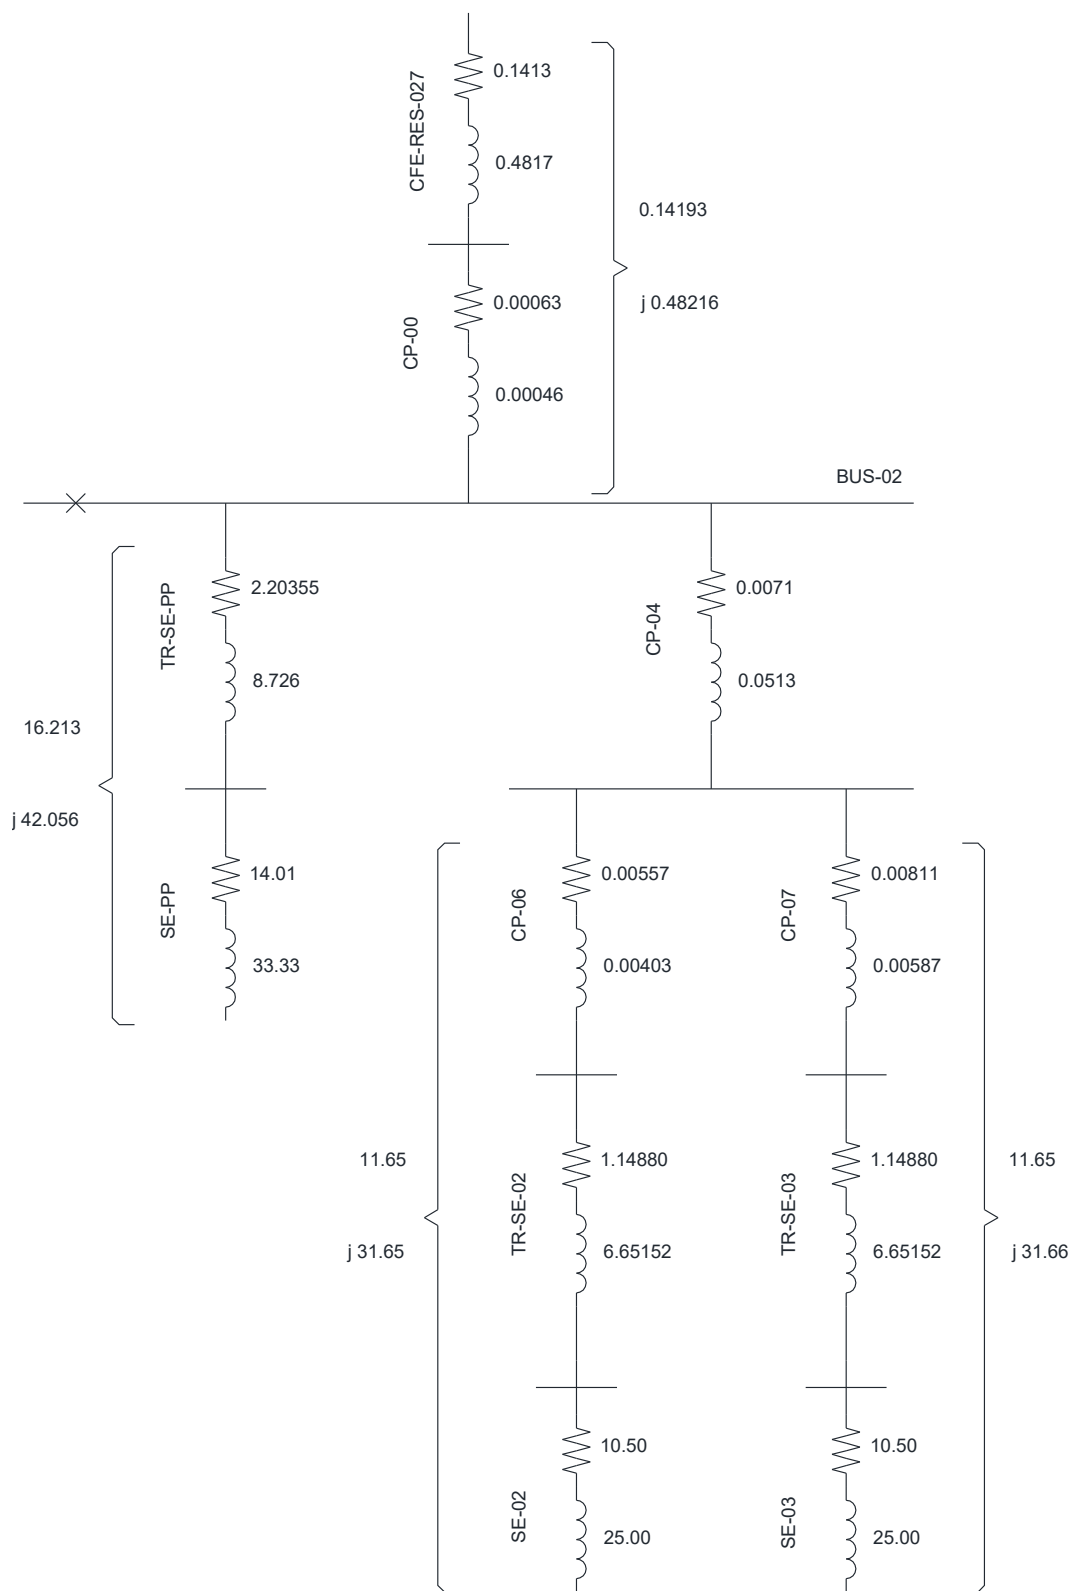 CFE-RES-027
0.1413
0.4817
0.14193
j 0.48216
CP-00
0.00063
0.00046
BUS-02
TR-SE-PP
2.20355
8.726
16.213
j 42.056
SE-PP
14.01
33.33
CP-04
0.0071
0.0513
CP-06
0.00557
0.00403
CP-07
0.00811
0.00587
11.65
j 31.65
TR-SE-02
1.14880
6.65152
TR-SE-03
1.14880
6.65152
11.65
j 31.66
SE-02
10.50
25.00
SE-03
10.50
25.00